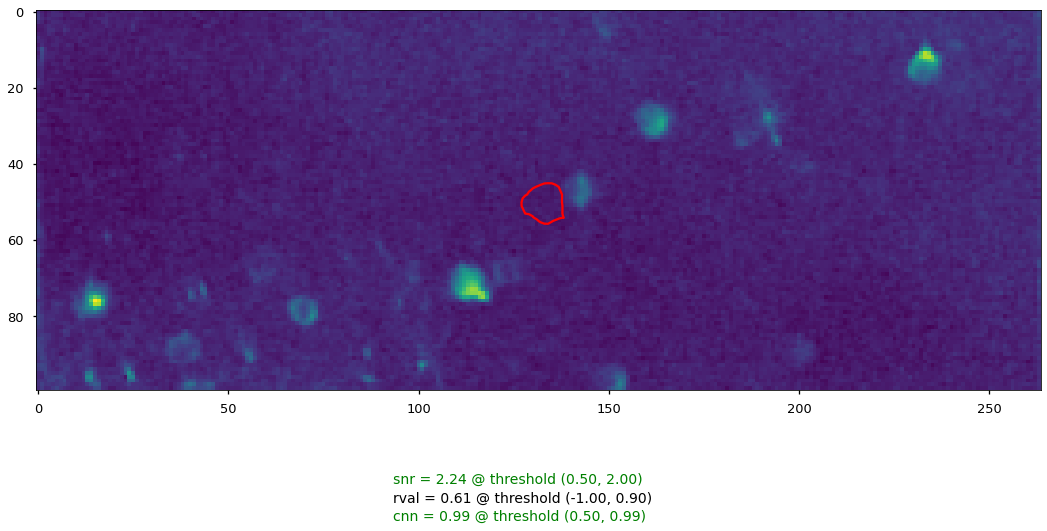 0
20
40
60
80
0 50 100 150 200 250
snr = 2.24 @ threshold (0.50, 2.00)
rval = 0.61 @ threshold (-1.00, 0.90)
cnn = 0.99 @ threshold (0.50, 0.99)